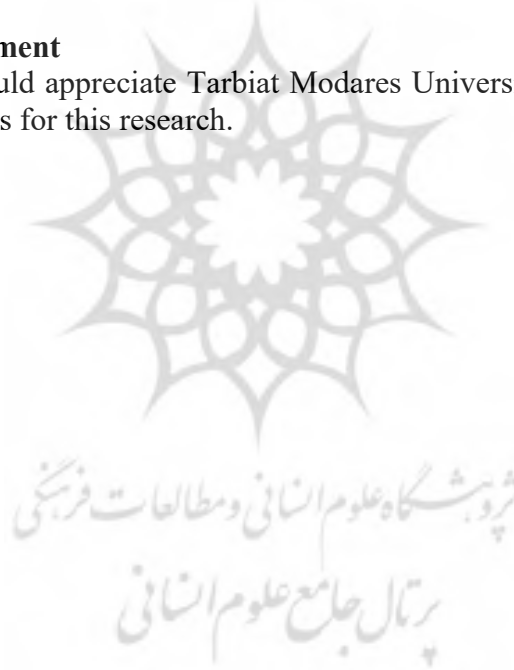 ment
uld appreciate Tarbiat Modares Univers
s for this research.
پژوهشگاه علوم انسانی و مطالعات فرهنگی
پرتال جامع علوم انسانی